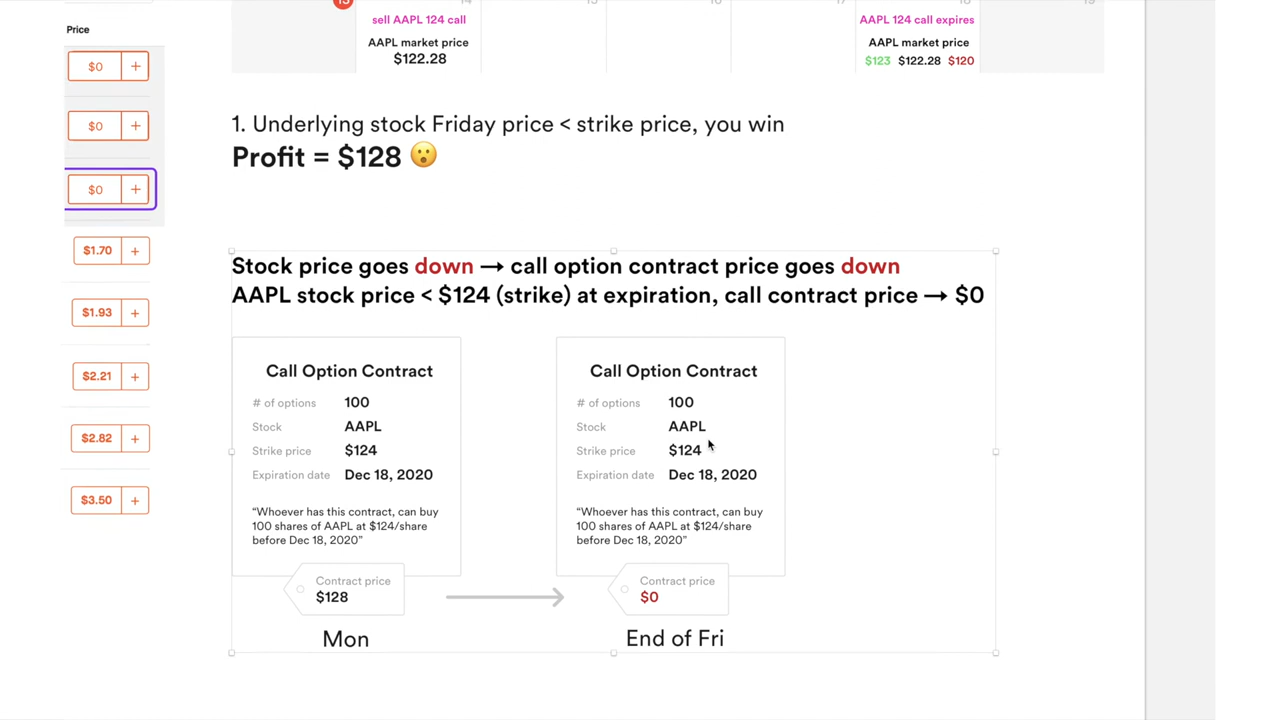 13
14
15
16
17
18
19
Price
sell AAPL 124 call
AAPL market price
$122.28
AAPL 124 call expires
AAPL market price
$123 $122.28 $120
$0 +
$0 +
$0 +
$1.70 +
$1.93 +
$2.21 +
$2.82 +
$3.50 +
1. Underlying stock Friday price < strike price, you win
Profit = $128 😮
Stock price goes down → call option contract price goes down
AAPL stock price < $124 (strike) at expiration, call contract price → $0
Call Option Contract
# of options 100
Stock AAPL
Strike price $124
Expiration date Dec 18, 2020
“Whoever has this contract, can buy
100 shares of AAPL at $124/share
before Dec 18, 2020”
Contract price
$128
Mon
Call Option Contract
# of options 100
Stock AAPL
Strike price $124
Expiration date Dec 18, 2020
“Whoever has this contract, can buy
100 shares of AAPL at $124/share
before Dec 18, 2020”
Contract price
$0
End of Fri